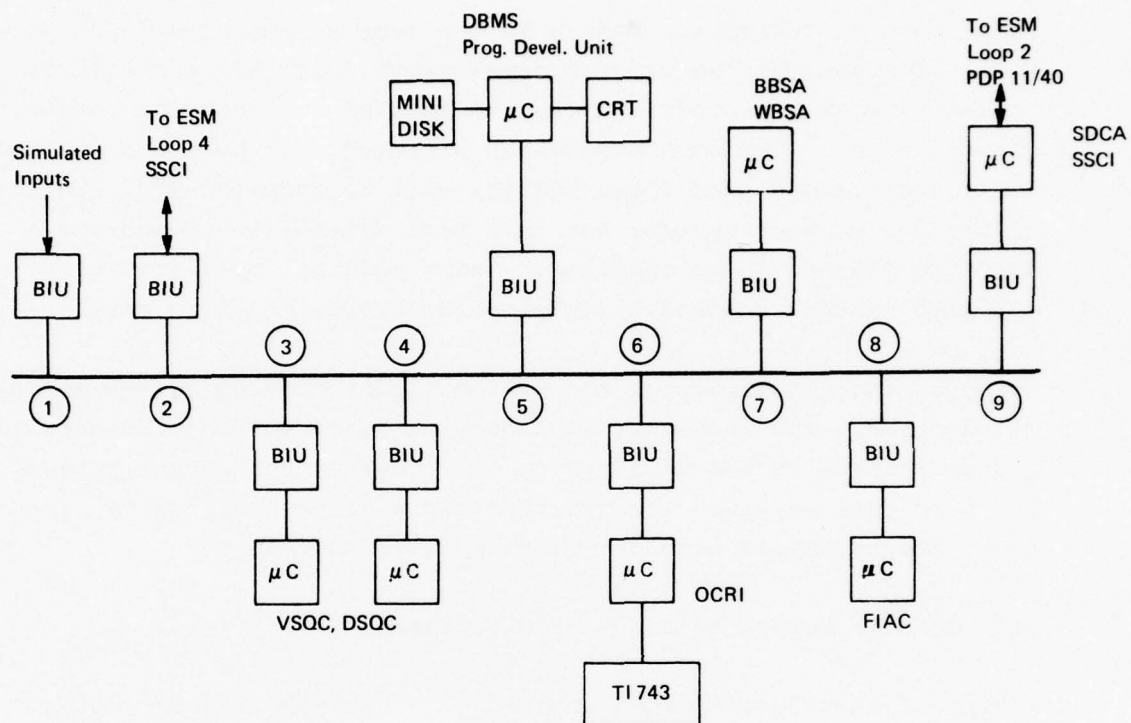 DBMS
Prog. Devel. Unit
To ESM
Loop 2
PDP 11/40
MINI
DISK
μC
CRT
BBSA
WBSA
μC
μC
SDCA
SSCI
Simulated
Inputs
To ESM
Loop 4
SSCI
BIU
BIU
BIU
BIU
BIU
3
4
6
8
1
2
5
7
9
BIU
BIU
BIU
BIU
μC
μC
μC
μC
VSQC, DSQC
OCRI
FIAC
TI 743